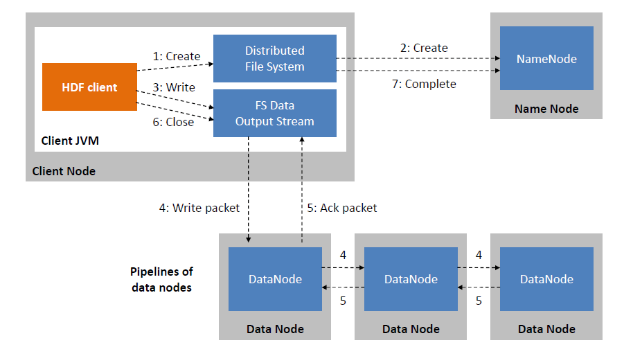 1: Create
Distributed
File System
2: Create
NameNode
HDF client
3: Write
7: Complete
FS Data
Output Stream
6: Close
Name Node
Client JVM
Client Node
4: Write packet
5: Ack packet
Pipelines of
data nodes
DataNode
4
5
DataNode
4
5
DataNode
Data Node
Data Node
Data Node